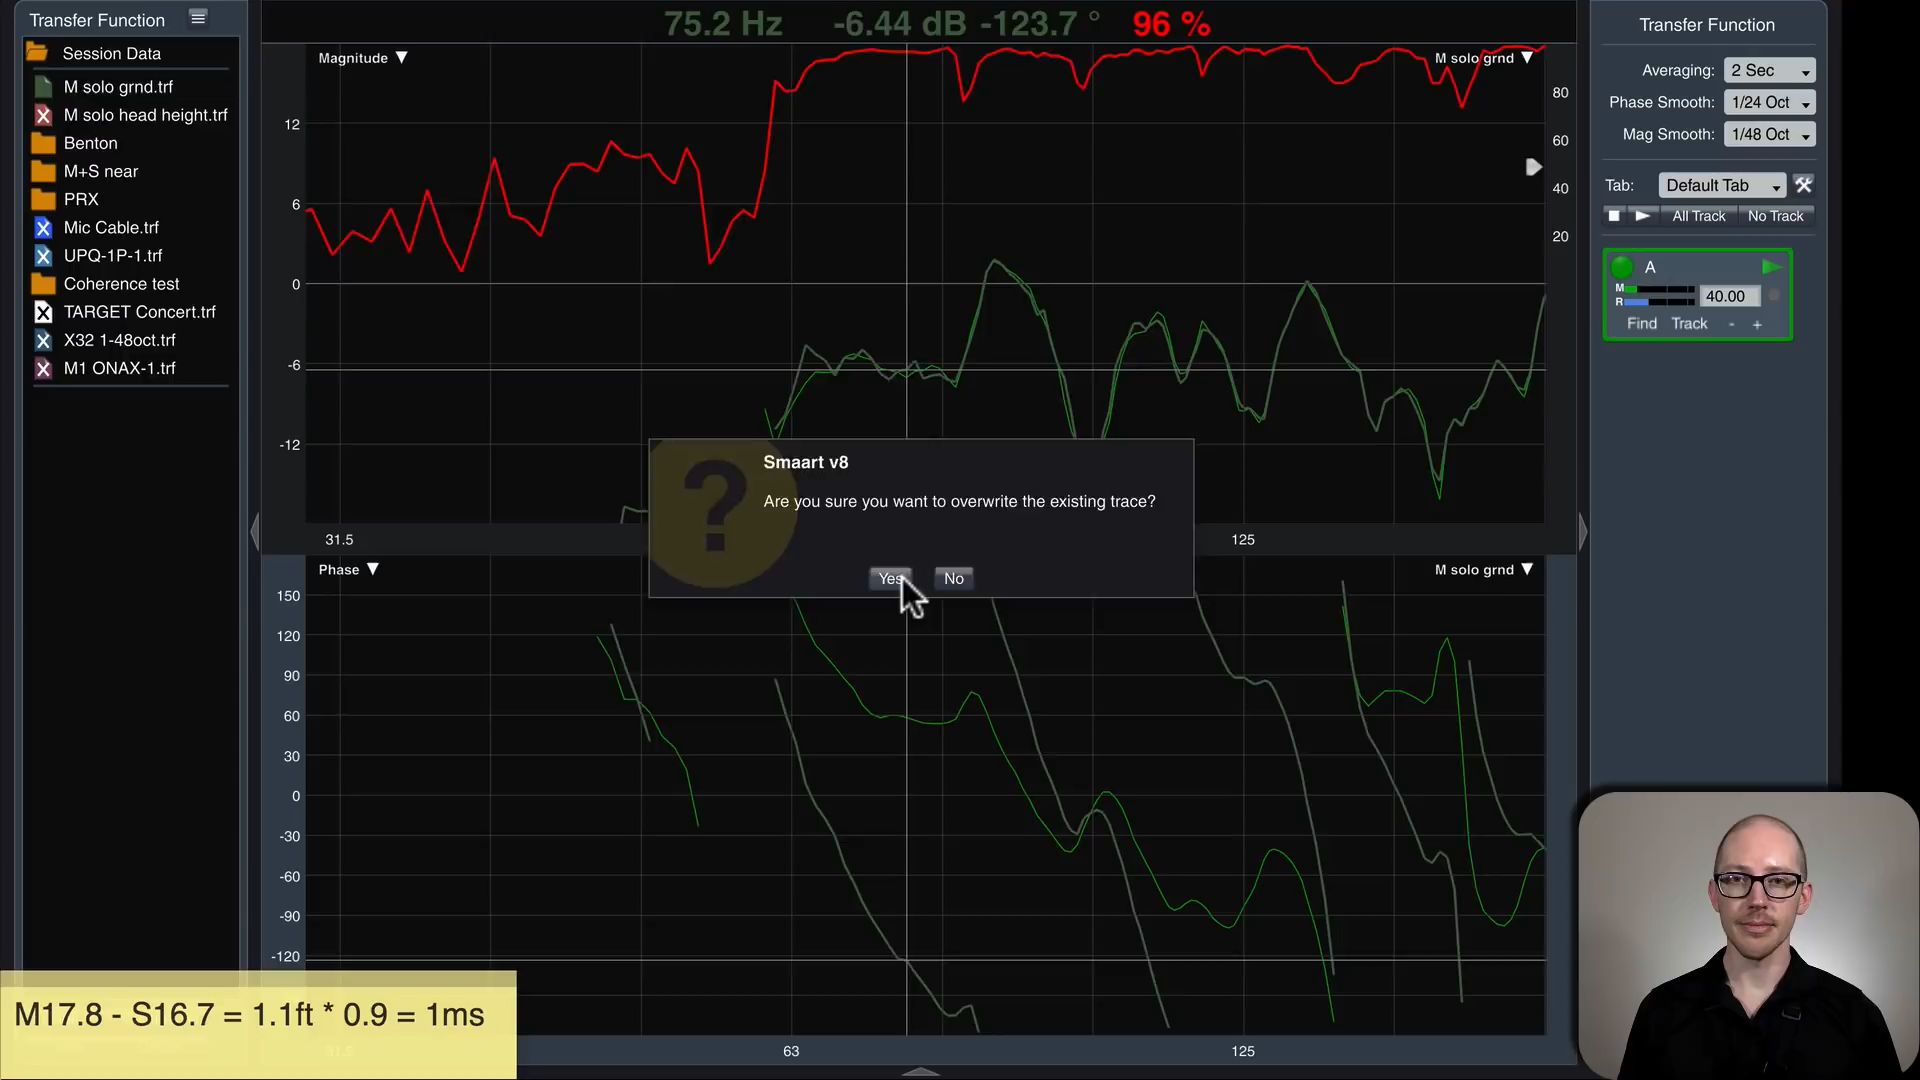 Transfer Function
Session Data
M solo grnd.trf
M solo head height.trf
Benton
M+S near
PRX
Mic Cable.trf
UPQ-1P-1.trf
Coherence test
TARGET Concert.trf
X32 1-48oct.trf
M1 ONAX-1.trf
75.2 Hz -6.44 dB -123.7 ° 96 %
Magnitude
M solo grnd
12
6
0
-6
-12
80
60
40
20
31.5
125
Smaart v8
Are you sure you want to overwrite the existing trace?
Yes
No
Phase
M solo grnd
150
120
90
60
30
0
-30
-60
-90
-120
31.5
63
125
M17.8 - S16.7 = 1.1ft * 0.9 = 1ms
Transfer Function
Averaging: 2 Sec
Phase Smooth: 1/24 Oct
Mag Smooth: 1/48 Oct
Tab: Default Tab
All Track No Track
A
M
R
40.00
Find Track - +